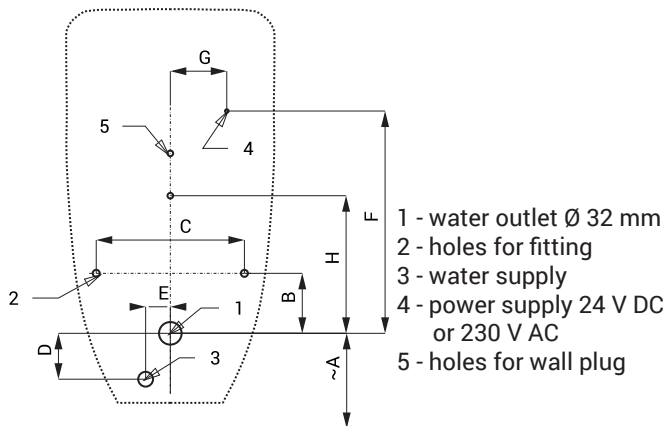 G
5
4
F
C
H
2
E
1
B
D
3
~A
1 - water outlet Ø 32 mm
2 - holes for fitting
3 - water supply
4 - power supply 24 V DC
or 230 V AC
5 - holes for wall plug